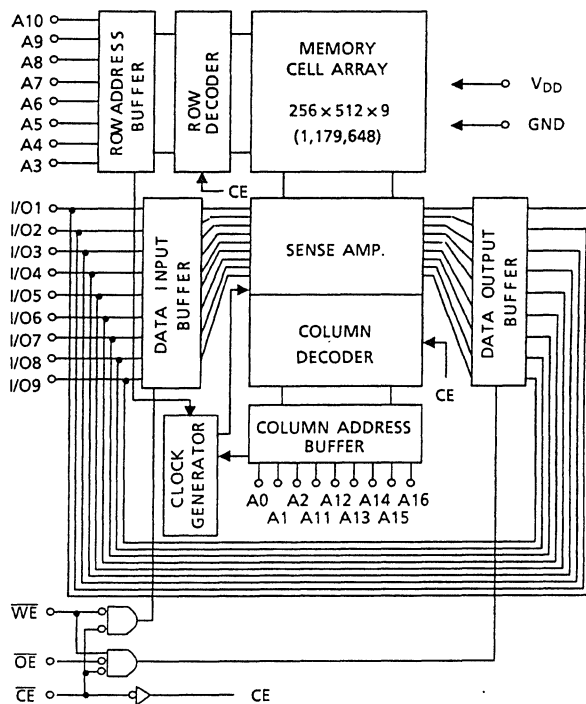 A10
A9
A8
A7
A6
A5
A4
A3
ROW ADDRESS
BUFFER
ROW
DECODER
MEMORY
CELL ARRAY
256 × 512 × 9
(1,179,648)
VDD
GND
CE
I/O1
I/O2
I/O3
I/O4
I/O5
I/O6
I/O7
I/O8
I/O9
DATA INPUT
BUFFER
SENSE AMP.
DATA OUTPUT
BUFFER
COLUMN
DECODER
CE
CLOCK
GENERATOR
COLUMN ADDRESS
BUFFER
A0 A2 A12 A14 A16
A1 A11 A13 A15
W̅E̅
O̅E̅
C̅E̅
CE